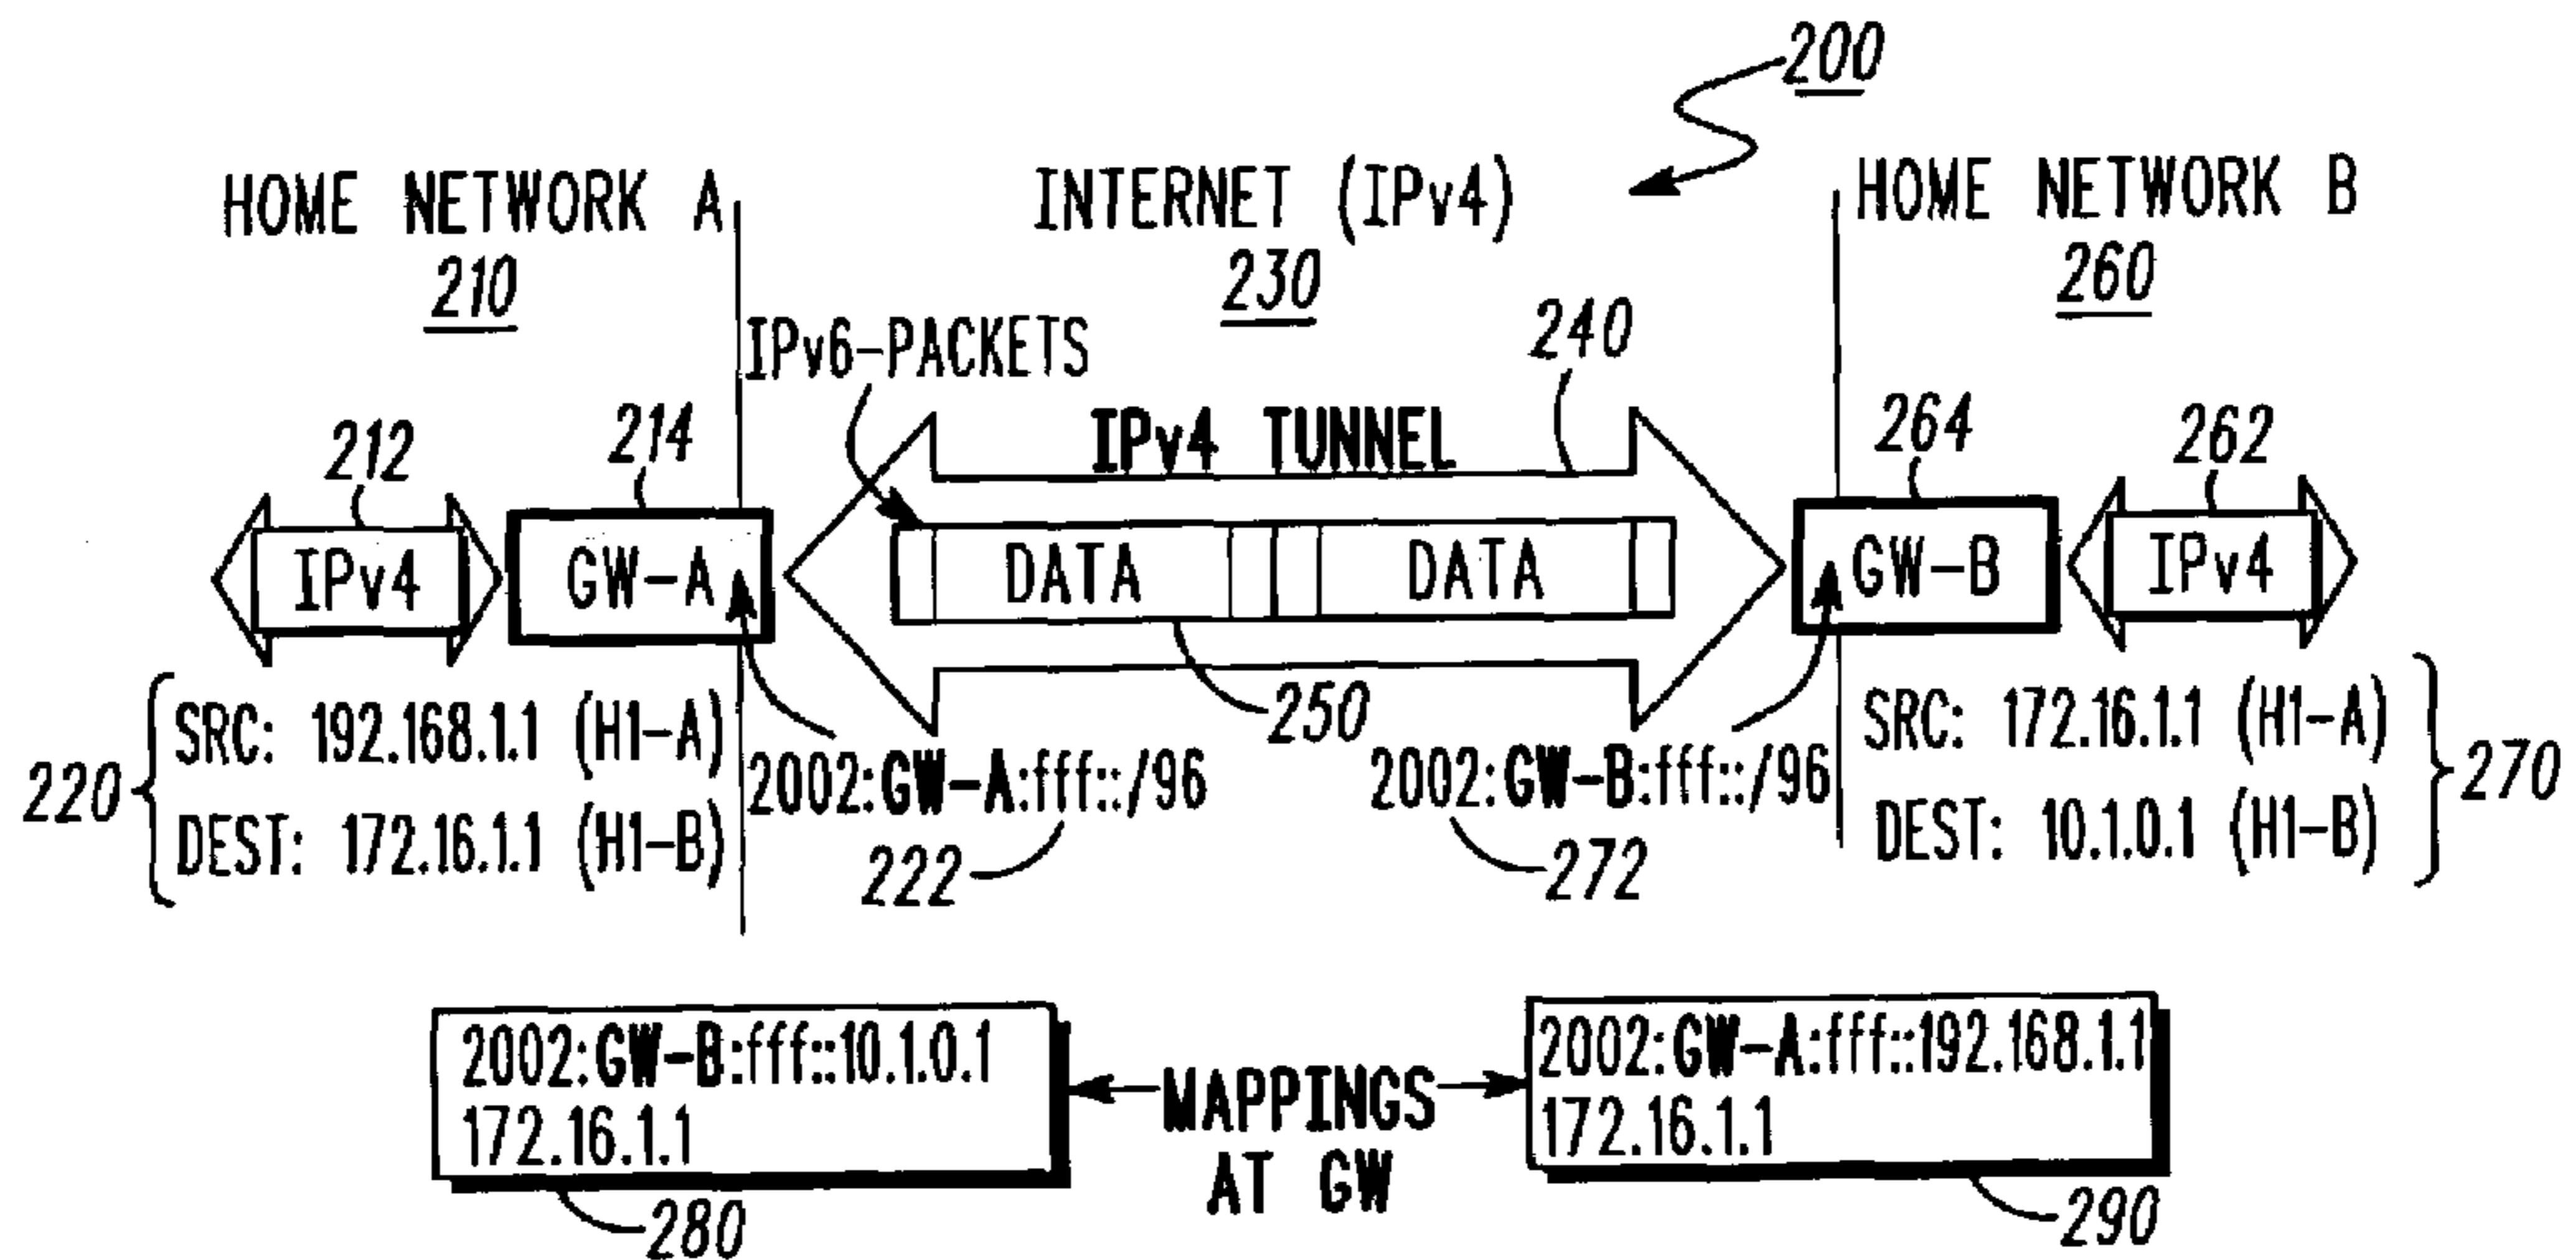 200
HOME NETWORK A
210
INTERNET (IPv4)
230
HOME NETWORK B
260
IPv6-PACKETS
240
IPv4 TUNNEL
212
214
264
262
IPv4
GW-A
DATA
DATA
GW-B
IPv4
220
SRC: 192.168.1.1 (H1-A)
DEST: 172.16.1.1 (H1-B)
2002:GW-A:fff::/96
222
250
2002:GW-B:fff::/96
272
SRC: 172.16.1.1 (H1-A)
DEST: 10.1.0.1 (H1-B)
270
2002:GW-B:fff::10.1.0.1
172.16.1.1
280
MAPPINGS
AT GW
2002:GW-A:fff::192.168.1.1
172.16.1.1
290